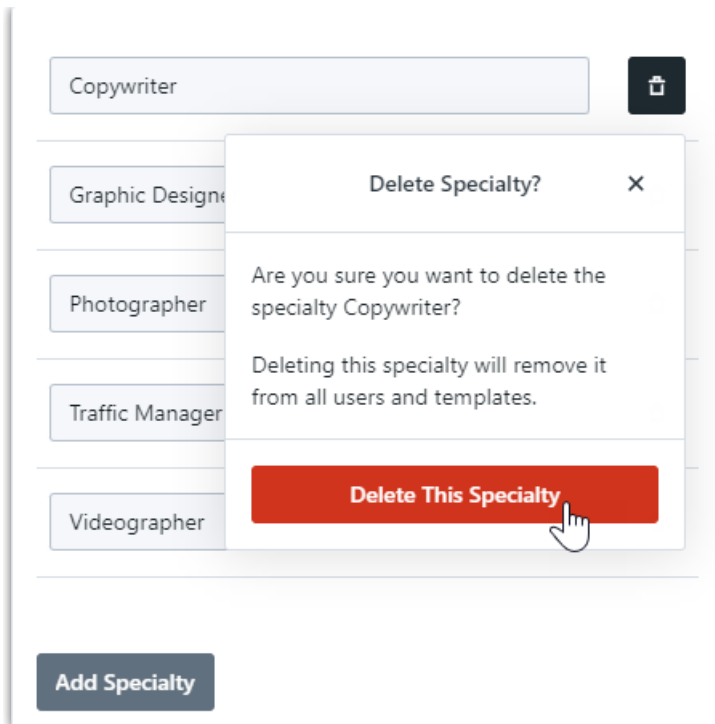 Copywriter
Delete Specialty?
Graphic Designe
Are you sure you want to delete the
specialty Copywriter?
Photographer
Deleting this specialty will remove it
from all users and templates.
Traffic Manager
Delete This Specialty
Videographer
Add Specialty